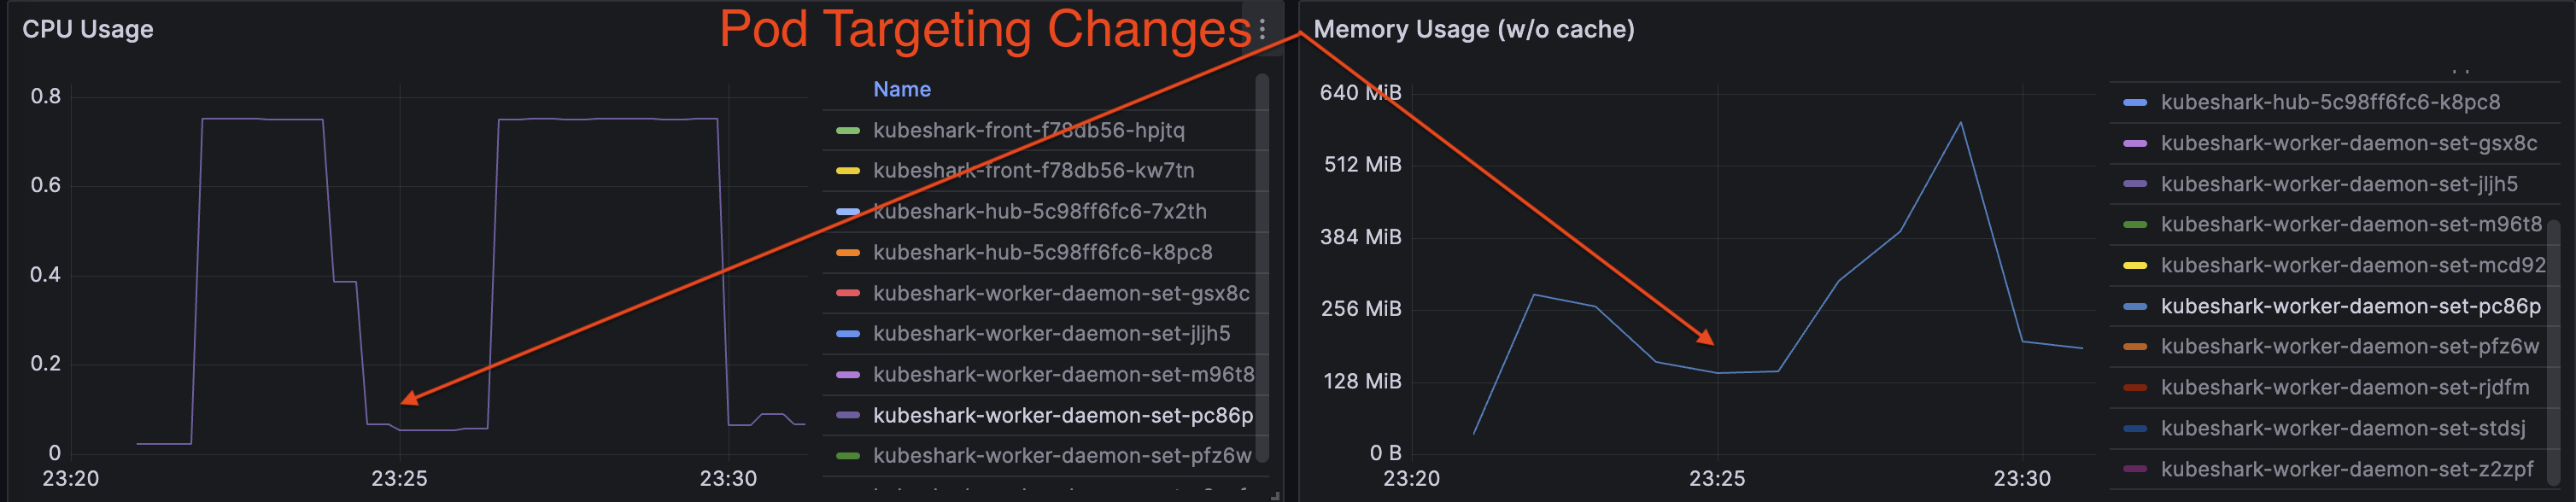 CPU Usage
Pod Targeting Changes
0.8
0.6
0.4
0.2
0
23:20
23:25
23:30
Name
kubeshark-front-f78db56-hpjtq
kubeshark-front-f78db56-kw7tn
kubeshark-hub-5c98ff6fc6-7x2th
kubeshark-hub-5c98ff6fc6-k8pc8
kubeshark-worker-daemon-set-gsx8c
kubeshark-worker-daemon-set-jljh5
kubeshark-worker-daemon-set-m96t8
kubeshark-worker-daemon-set-pc86p
kubeshark-worker-daemon-set-pfz6w
Memory Usage (w/o cache)
640 MiB
512 MiB
384 MiB
256 MiB
128 MiB
0 B
23:20
23:25
23:30
kubeshark-hub-5c98ff6fc6-k8pc8
kubeshark-worker-daemon-set-gsx8c
kubeshark-worker-daemon-set-jljh5
kubeshark-worker-daemon-set-m96t8
kubeshark-worker-daemon-set-mcd92
kubeshark-worker-daemon-set-pc86p
kubeshark-worker-daemon-set-pfz6w
kubeshark-worker-daemon-set-rjdfm
kubeshark-worker-daemon-set-stdsj
kubeshark-worker-daemon-set-z2zpf